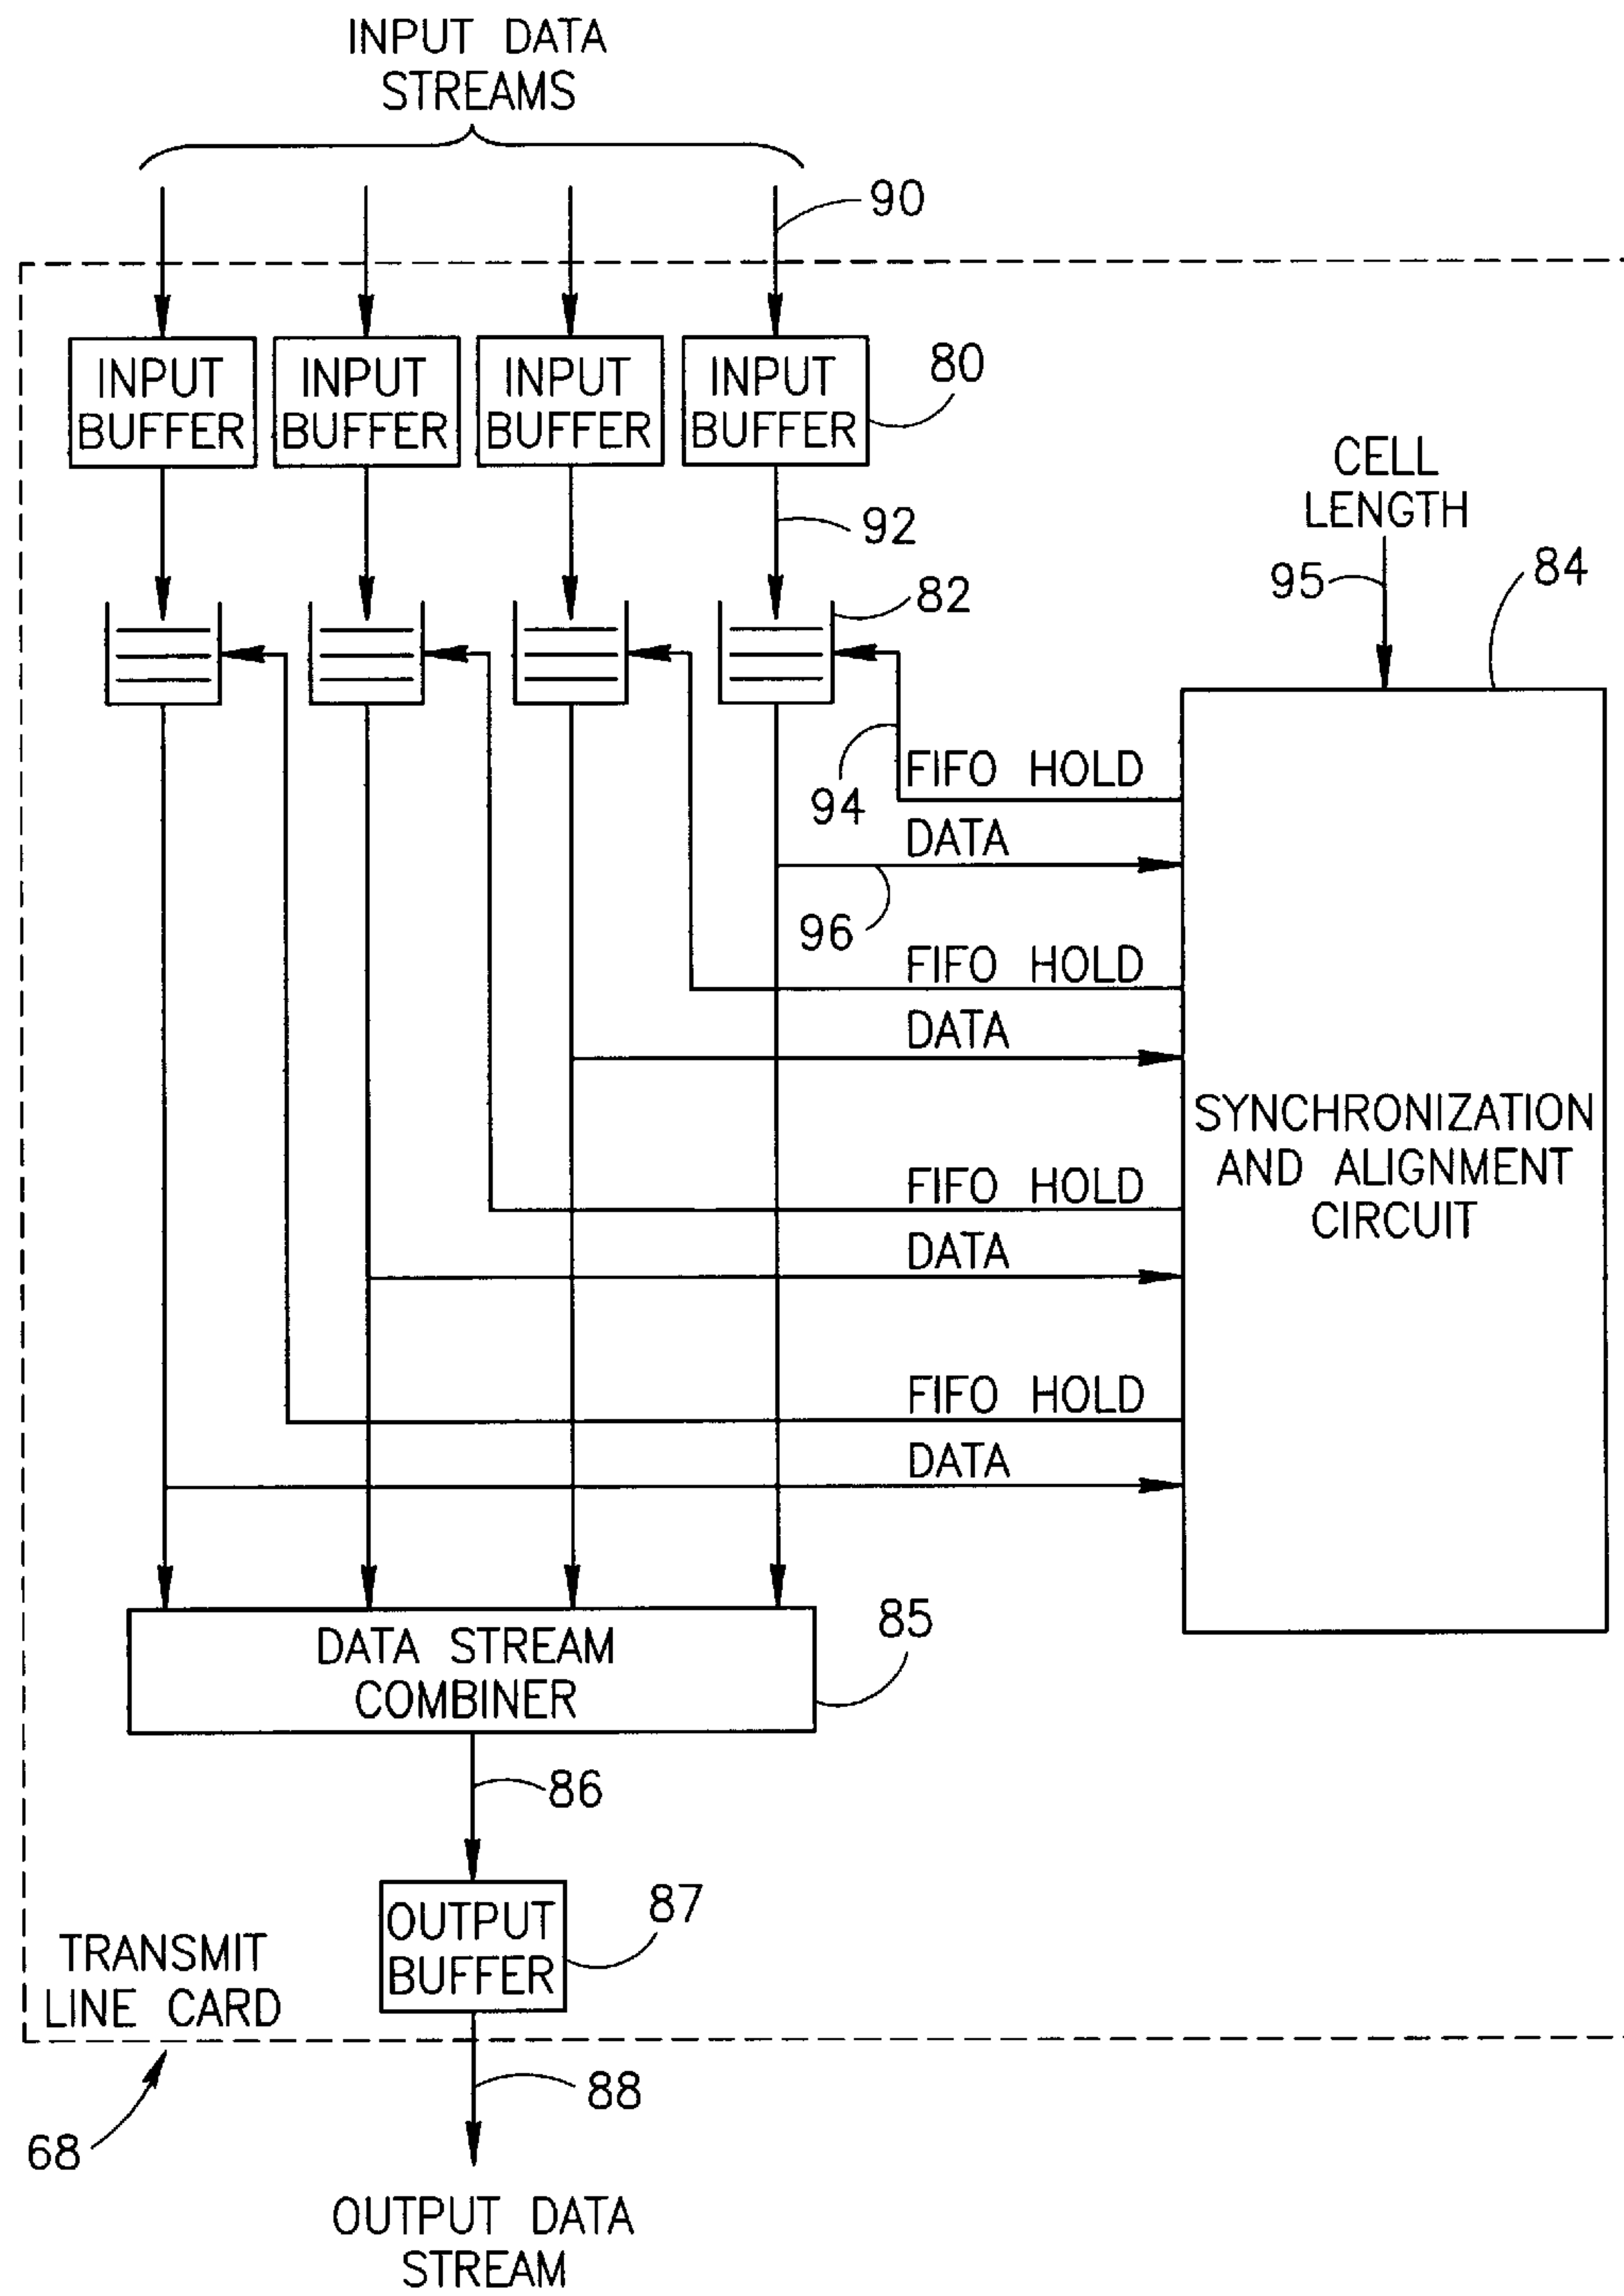 INPUT DATA
STREAMS
90
INPUT
BUFFER
INPUT
BUFFER
INPUT
BUFFER
INPUT
BUFFER
80
92
CELL
LENGTH
95
84
82
FIFO HOLD
94
DATA
96
FIFO HOLD
DATA
SYNCHRONIZATION
AND ALIGNMENT
CIRCUIT
FIFO HOLD
DATA
FIFO HOLD
DATA
DATA STREAM
COMBINER
85
86
OUTPUT
BUFFER
87
TRANSMIT
LINE CARD
88
68
OUTPUT DATA
STREAM